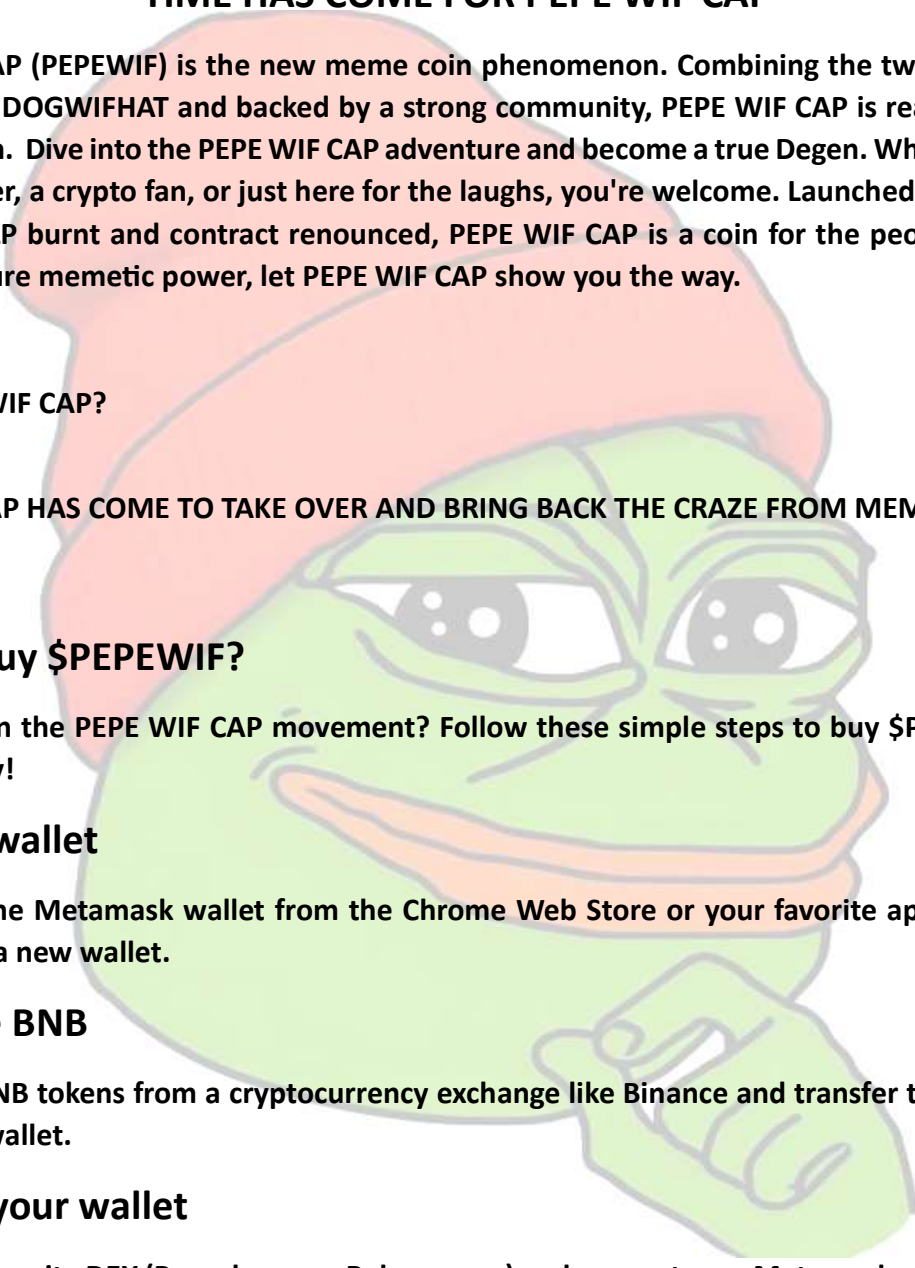 TIME HAS COME FOR PEPE WIF CAP
AP (PEPEWIF) is the new meme coin phenomenon. Combining the tw
DOGWIFHAT and backed by a strong community, PEPE WIF CAP is rea
. Dive into the PEPE WIF CAP adventure and become a true Degen. Wh
er, a crypto fan, or just here for the laughs, you're welcome. Launched
P burnt and contract renounced, PEPE WIF CAP is a coin for the peo
ure memetic power, let PEPE WIF CAP show you the way.
WIF CAP?
AP HAS COME TO TAKE OVER AND BRING BACK THE CRAZE FROM MEM
uy $PEPEWIF?
n the PEPE WIF CAP movement? Follow these simple steps to buy $P
y!
wallet
he Metamask wallet from the Chrome Web Store or your favorite ap
a new wallet.
e BNB
NB tokens from a cryptocurrency exchange like Binance and transfer t
wallet.
your wallet